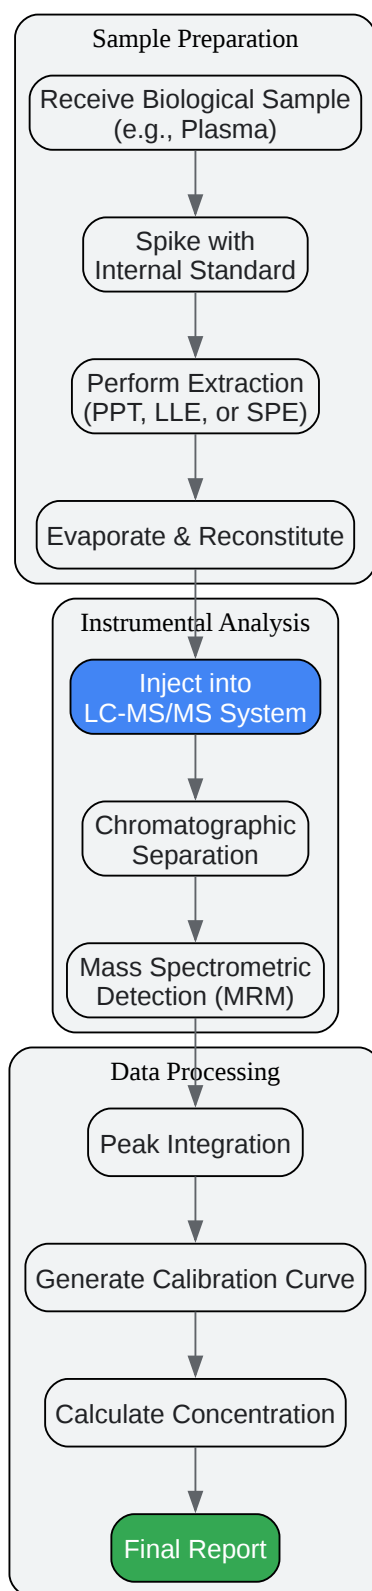 Sample Preparation
Receive Biological Sample
(e.g., Plasma)
Spike with
Internal Standard
Perform Extraction
(PPT, LLE, or SPE)
Evaporate & Reconstitute
Instrumental Analysis
Inject into
LC-MS/MS System
Chromatographic
Separation
Mass Spectrometric
Detection (MRM)
Data Processing
Peak Integration
Generate Calibration Curve
Calculate Concentration
Final Report